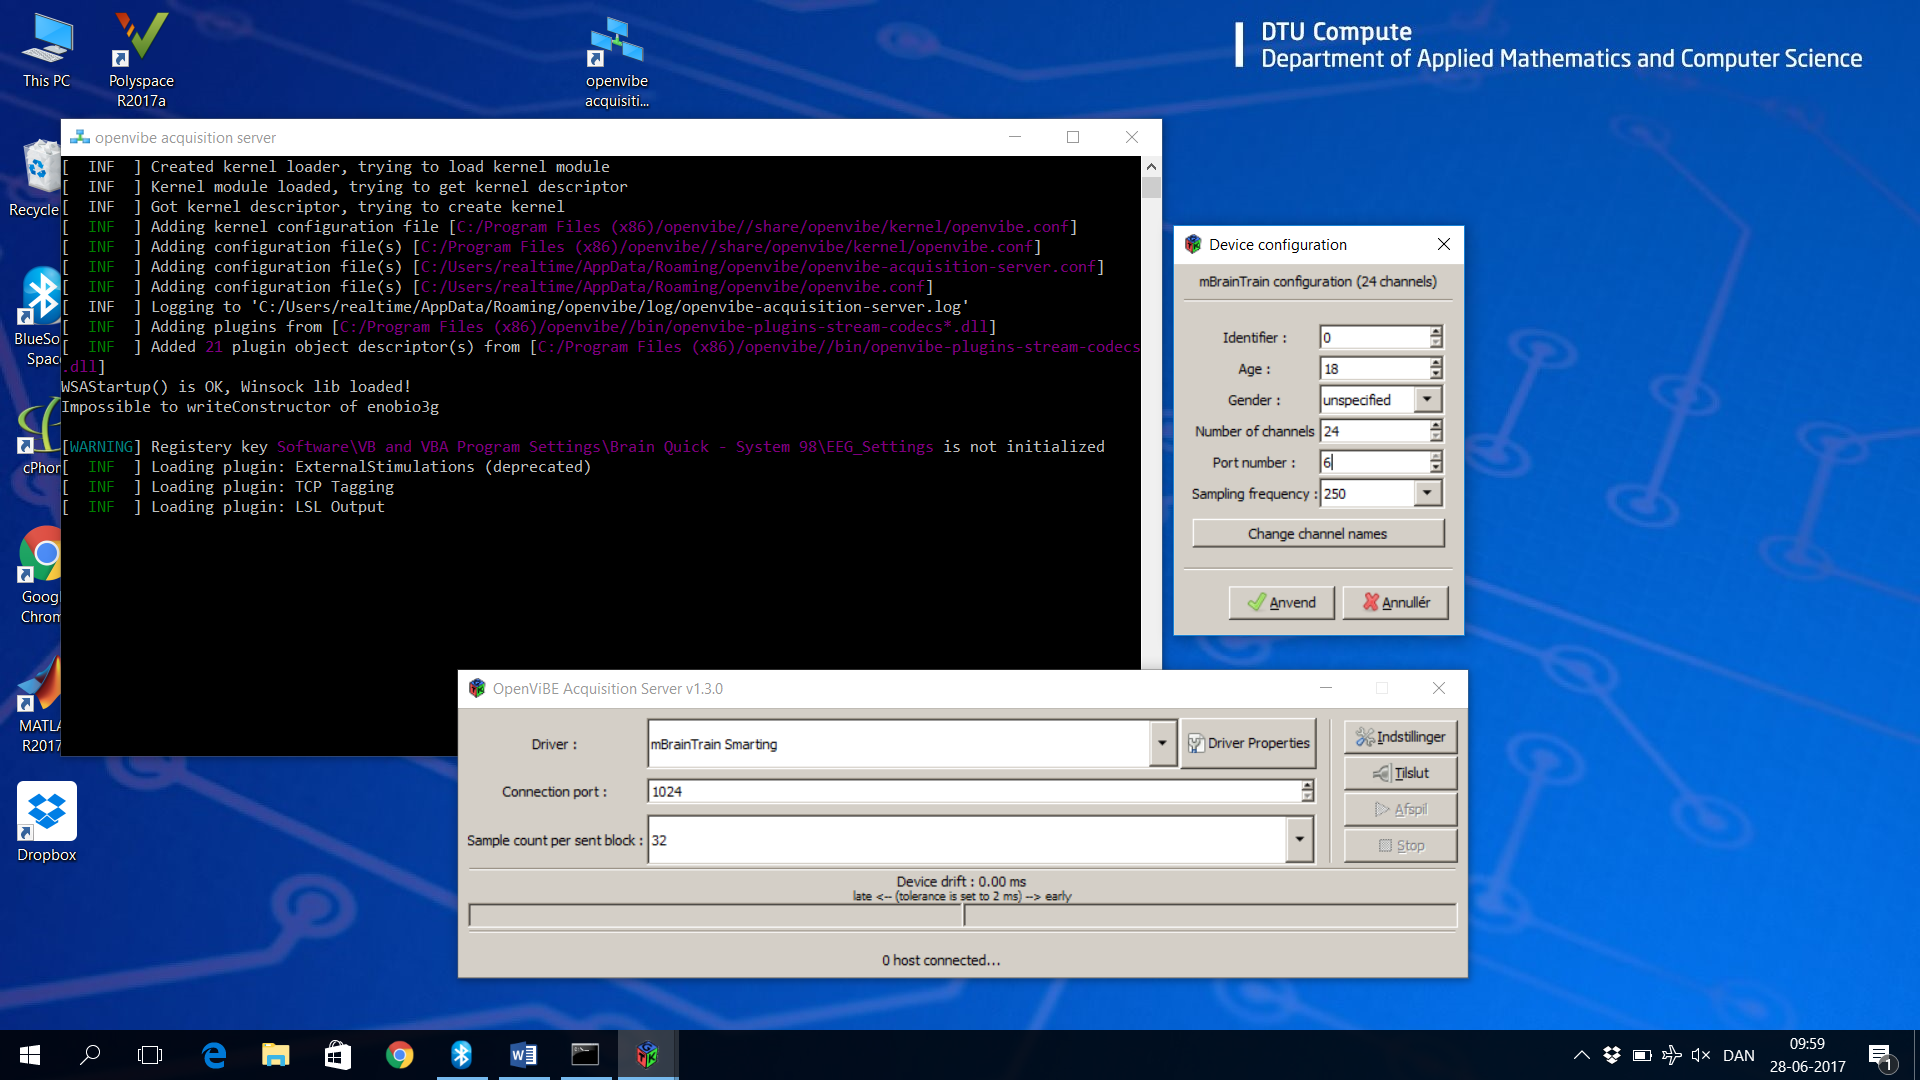 DTU Compute
Department of Applied Mathematics and Computer Science
This PC
Polyspace
R2017a
openvibe
acquisiti...
Recycle
BlueSo
Spac
cPhon
Goog
Chrom
MATLA
R2017
Dropbox
openvibe acquisition server
[ INF ] Created kernel loader, trying to load kernel module
[ INF ] Kernel module loaded, trying to get kernel descriptor
[ INF ] Got kernel descriptor, trying to create kernel
[ INF ] Adding kernel configuration file [C:/Program Files (x86)/openvibe//share/openvibe/kernel/openvibe.conf]
[ INF ] Adding configuration file(s) [C:/Program Files (x86)/openvibe//share/openvibe/kernel/openvibe.conf]
[ INF ] Adding configuration file(s) [C:/Users/realtime/AppData/Roaming/openvibe/openvibe-acquisition-server.conf]
[ INF ] Adding configuration file(s) [C:/Users/realtime/AppData/Roaming/openvibe/openvibe.conf]
[ INF ] Logging to 'C:/Users/realtime/AppData/Roaming/openvibe/log/openvibe-acquisition-server.log'
[ INF ] Adding plugins from [C:/Program Files (x86)/openvibe//bin/openvibe-plugins-stream-codecs*.dll]
[ INF ] Added 21 plugin object descriptor(s) from [C:/Program Files (x86)/openvibe//bin/openvibe-plugins-stream-codecs
.dll]
WSAStartup() is OK, Winsock lib loaded!
Impossible to writeConstructor of enobio3g
[WARNING] Registery key Software\VB and VBA Program Settings\Brain Quick - System 98\EEG_Settings is not initialized
[ INF ] Loading plugin: ExternalStimulations (deprecated)
[ INF ] Loading plugin: TCP Tagging
[ INF ] Loading plugin: LSL Output
Device configuration
mBrainTrain configuration (24 channels)
Identifier : 0
Age : 18
Gender : unspecified
Number of channels 24
Port number : 6
Sampling frequency : 250
Change channel names
Anvend
Annullér
OpenViBE Acquisition Server v1.3.0
Driver : mBrainTrain Smarting
Driver Properties
Connection port : 1024
Sample count per sent block : 32
Indstillinger
Tilslut
Afspil
Stop
Device drift : 0.00 ms
late <-- (tolerance is set to 2 ms) --> early
0 host connected...
DAN
09:59
28-06-2017
1